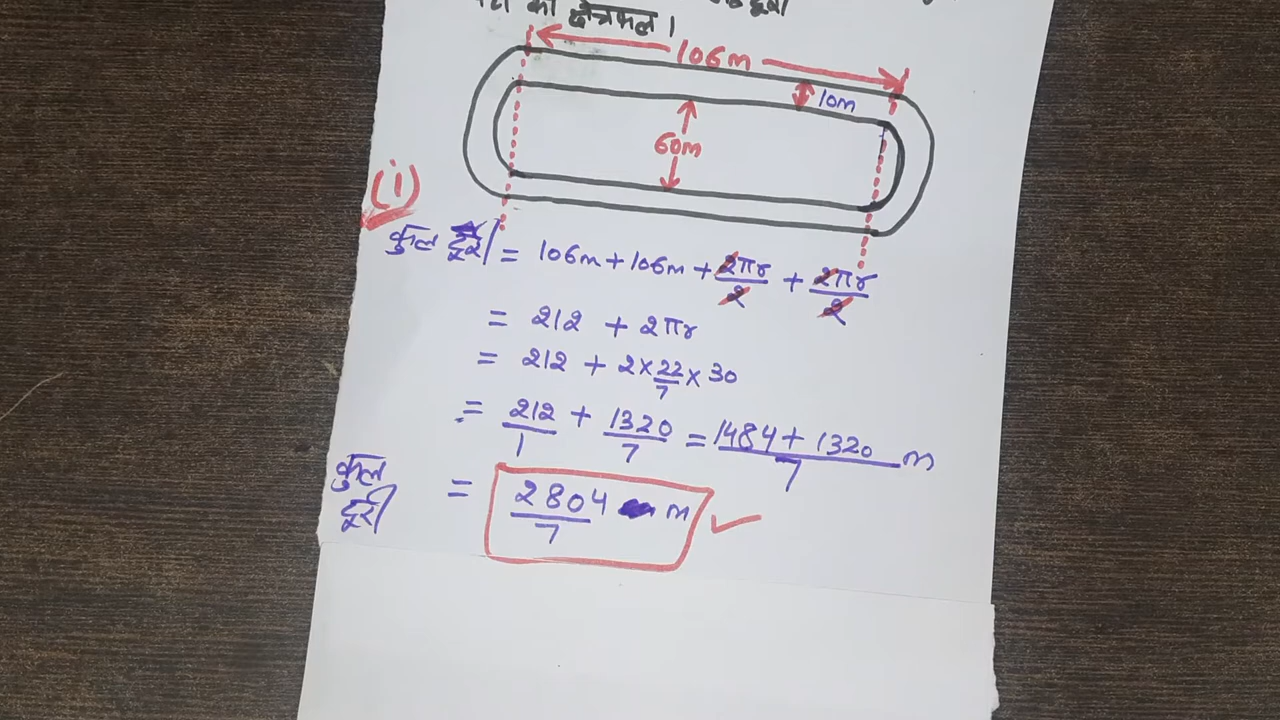 का क्षेत्रफल।
106m
10m
60m
(i)
कुल दूरी = 106m + 106m + 2πr/2 + 2πr/2
= 212 + 2πr
= 212 + 2 × 22/7 × 30
= 212/1 + 1320/7 = 1484 + 1320/7 m
कुल दूरी = 2804/7 m